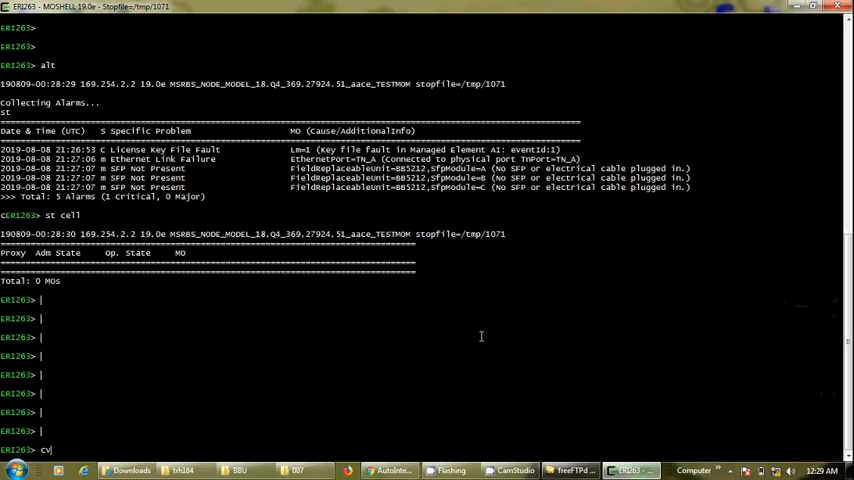 ERI263 - MOSHELL 19.0e - Stopfile=/tmp/1071
ERI263>
ERI263>
ERI263> alt
190809-00:28:29 169.254.2.2 19.0e MSRBS_NODE_MODEL_18.Q4_369.27924.51_aace_TESTMOM stopfile=/tmp/1071
Collecting Alarms...
st
====================================================================================================
Date & Time (UTC)   S Specific Problem                    MO (Cause/AdditionalInfo)
====================================================================================================
2019-08-08 21:26:53 C License Key File Fault              Lm=1 (Key file fault in Managed Element AI: eventId:1)
2019-08-08 21:27:06 m Ethernet Link Failure               EthernetPort=TN_A (Connected to physical port TnPort=TN_A)
2019-08-08 21:27:07 m SFP Not Present                     FieldReplaceableUnit=BB5212,SfpModule=A (No SFP or electrical cable plugged in.)
2019-08-08 21:27:07 m SFP Not Present                     FieldReplaceableUnit=BB5212,SfpModule=B (No SFP or electrical cable plugged in.)
2019-08-08 21:27:07 m SFP Not Present                     FieldReplaceableUnit=BB5212,SfpModule=C (No SFP or electrical cable plugged in.)
>>> Total: 5 Alarms (1 Critical, 0 Major)
cERI263> st cell
190809-00:28:30 169.254.2.2 19.0e MSRBS_NODE_MODEL_18.Q4_369.27924.51_aace_TESTMOM stopfile=/tmp/1071
====================================================================================
Proxy  Adm State     Op. State     MO
====================================================================================
====================================================================================
Total: 0 MOs
ERI263> |
ERI263> |
ERI263> |
ERI263> |
ERI263> |
ERI263> |
ERI263> |
ERI263> |
ERI263> cv
Downloads trh184 BBU 007 AutoInte... Flashing CamStudio freeFTPd ... ERI263 - ... Computer » 12:29 AM